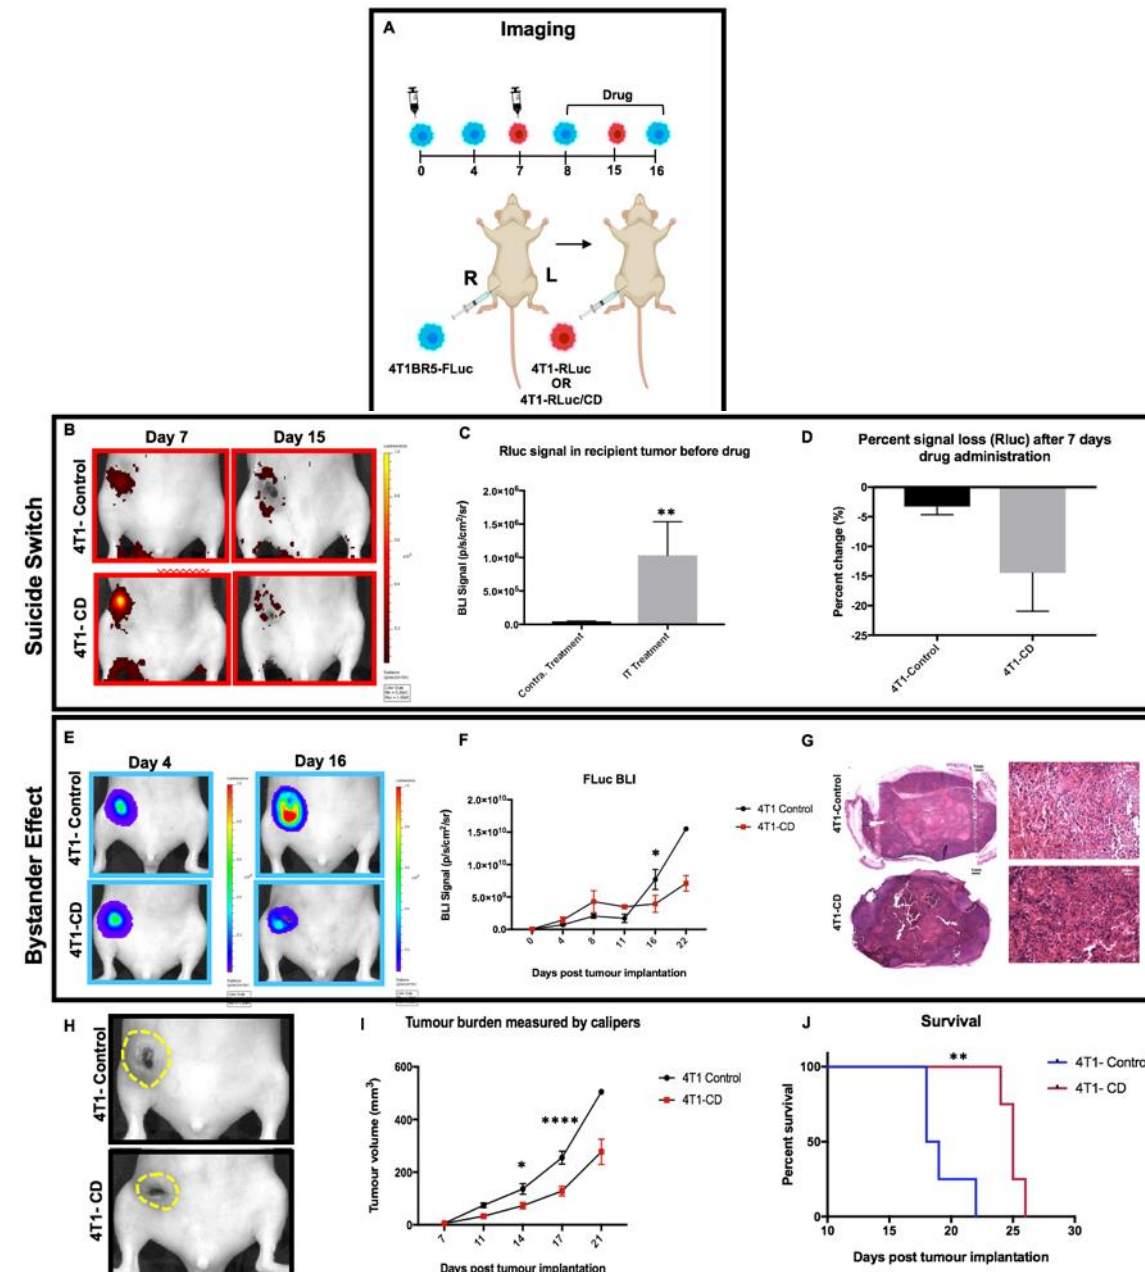 A
Imaging
Drug
0 4 7 8 15 16
R L
4T1BR5-FLuc
4T1-RLuc
OR
4T1-RLuc/CD
Suicide Switch
B
Day 7 Day 15
4T1- Control
4T1- CD
C
Rluc signal in recipient tumor before drug
BLI Signal (p/s/cm²/sr)
2.0×10⁶
1.5×10⁶
1.0×10⁶
5.0×10⁵
0.0
**
Contra. Treatment
IT Treatment
D
Percent signal loss (Rluc) after 7 days
drug administration
Percent change (%)
0
-5
-10
-15
-20
-25
4T1-Control
4T1-CD
Bystander Effect
E
Day 4 Day 16
4T1- Control
4T1-CD
F
FLuc BLI
BLI Signal (p/s/cm²/sr)
2.0×10¹⁰
1.5×10¹⁰
1.0×10¹⁰
5.0×10⁹
0.0
*
4T1 Control
4T1-CD
0 4 8 11 16 22
Days post tumour implantation
G
4T1-Control
4T1-CD
H
4T1- Control
4T1- CD
I
Tumour burden measured by calipers
Tumour volume (mm³)
600
400
200
0
*
****
4T1 Control
4T1-CD
7 11 14 17 21
Days post tumour implantation
J
Survival
Percent survival
100
50
0
**
4T1- Control
4T1- CD
10 15 20 25 30
Days post tumour implantation